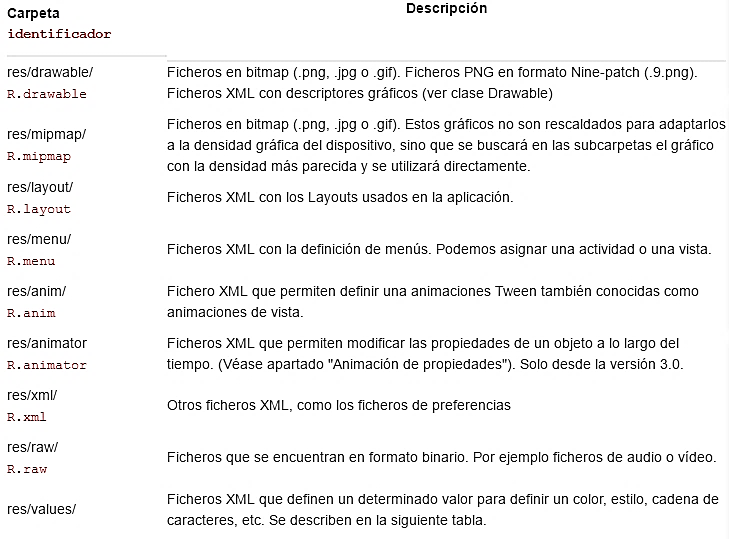 Carpeta
identificador
Descripción
res/drawable/
R.drawable
Ficheros en bitmap (.png, .jpg o .gif). Ficheros PNG en formato Nine-patch (.9.png).
Ficheros XML con descriptores gráficos (ver clase Drawable)
res/mipmap/
R.mipmap
Ficheros en bitmap (.png, .jpg o .gif). Estos gráficos no son rescaldados para adaptarlos
a la densidad gráfica del dispositivo, sino que se buscará en las subcarpetas el gráfico
con la densidad más parecida y se utilizará directamente.
res/layout/
R.layout
Ficheros XML con los Layouts usados en la aplicación.
res/menu/
R.menu
Ficheros XML con la definición de menús. Podemos asignar una actividad o una vista.
res/anim/
R.anim
Fichero XML que permiten definir una animaciones Tween también conocidas como
animaciones de vista.
res/animator
R.animator
Ficheros XML que permiten modificar las propiedades de un objeto a lo largo del
tiempo. (Véase apartado "Animación de propiedades"). Solo desde la versión 3.0.
res/xml/
R.xml
Otros ficheros XML, como los ficheros de preferencias
res/raw/
R.raw
Ficheros que se encuentran en formato binario. Por ejemplo ficheros de audio o vídeo.
res/values/
Ficheros XML que definen un determinado valor para definir un color, estilo, cadena de
caracteres, etc. Se describen en la siguiente tabla.